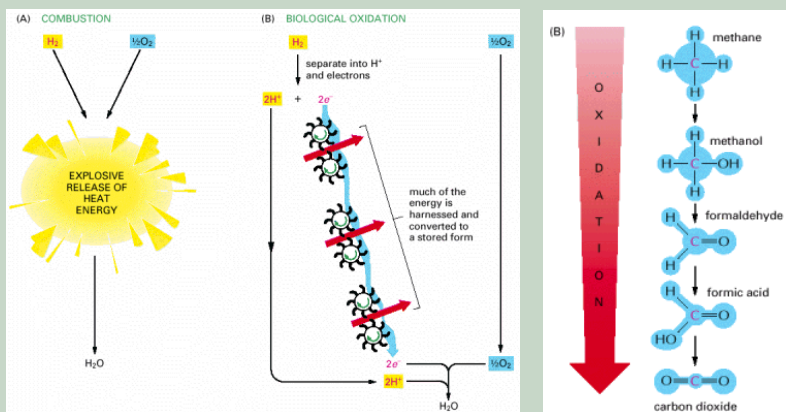 (A) COMBUSTION
H₂
½O₂
EXPLOSIVE
RELEASE OF
HEAT
ENERGY
H₂O
(B) BIOLOGICAL OXIDATION
H₂
½O₂
separate into H⁺
and electrons
2H⁺ + 2e⁻
much of the
energy is
harnessed and
converted to
a stored form
2e⁻
½O₂
2H⁺
H₂O
(B)
O
X
I
D
A
T
I
O
N
methane
H
H C H
H
methanol
H
H C OH
H
formaldehyde
H
C=O
H
formic acid
H
C=O
HO
O=C=O
carbon dioxide